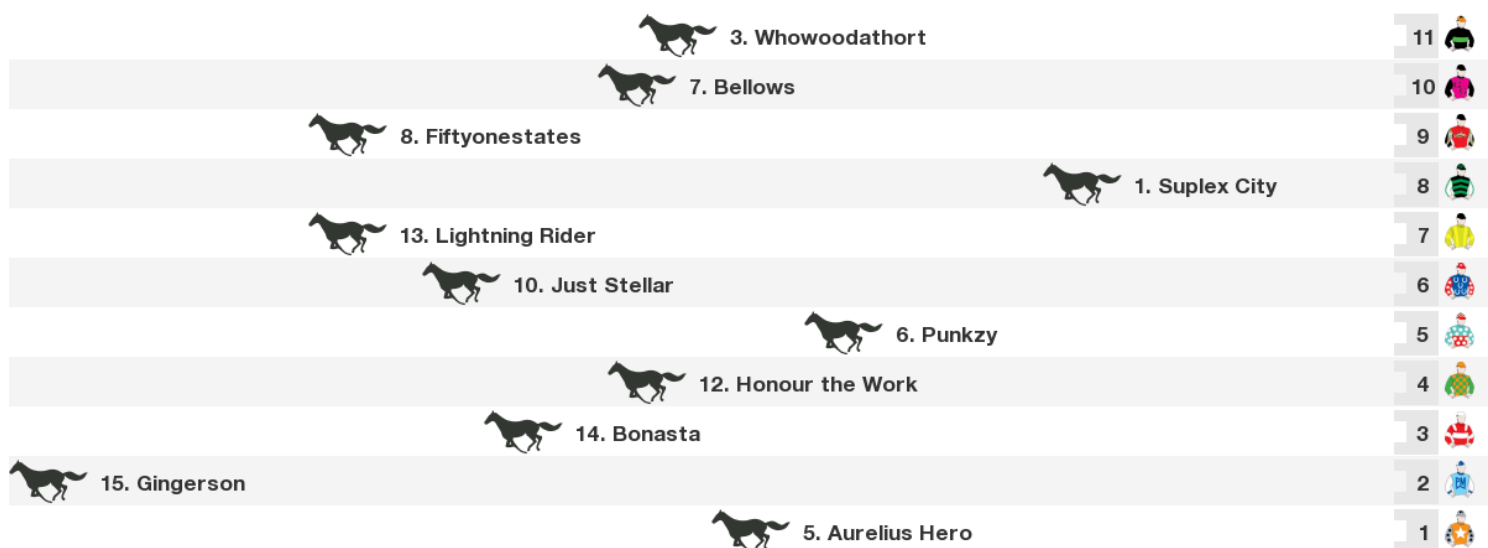 3. Whowoodathort 11
7. Bellows 10
8. Fiftyonestates 9
1. Suplex City 8
13. Lightning Rider 7
10. Just Stellar 6
6. Punkzy 5
12. Honour the Work 4
14. Bonasta 3
15. Gingerson 2
5. Aurelius Hero 1